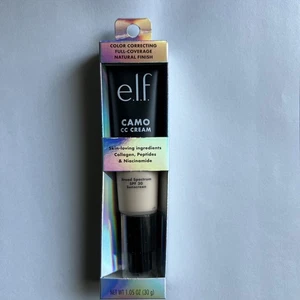 COLOR CORRECTING
FULL-COVERAGE
NATURAL FINISH
e.l.f.
CAMO
CC CREAM
Skin-loving ingredients
Collagen, Peptides
& Niacinamide
Broad Spectrum
SPF 30
Sunscreen
NET WT 1.05 OZ (30 g)